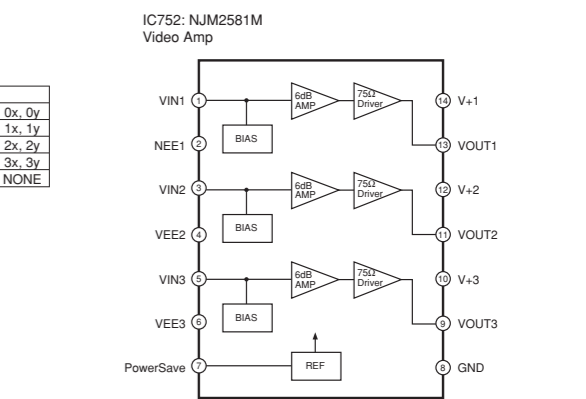 IC752: NJM2581M
Video Amp
0x, 0y
1x, 1y
2x, 2y
3x, 3y
NONE
VIN1 1
6dB
AMP
75Ω
Driver
14 V+1
BIAS
NEE1 2
13 VOUT1
VIN2 3
6dB
AMP
75Ω
Driver
12 V+2
BIAS
VEE2 4
11 VOUT2
VIN3 5
6dB
AMP
75Ω
Driver
10 V+3
BIAS
VEE3 6
9 VOUT3
PowerSave 7
REF
8 GND